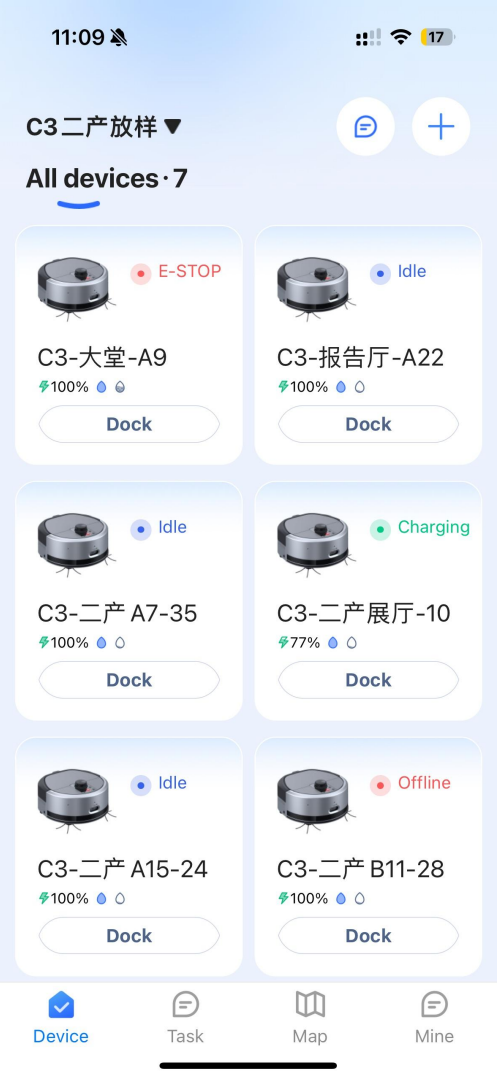 11:09
17
C3二产放样
All devices·7
E-STOP
Idle
C3-大堂-A9
C3-报告厅-A22
100%
100%
Dock
Dock
Idle
Charging
C3-二产 A7-35
C3-二产展厅-10
100%
77%
Dock
Dock
Idle
Offline
C3-二产 A15-24
C3-二产 B11-28
100%
100%
Dock
Dock
Device
Task
Map
Mine